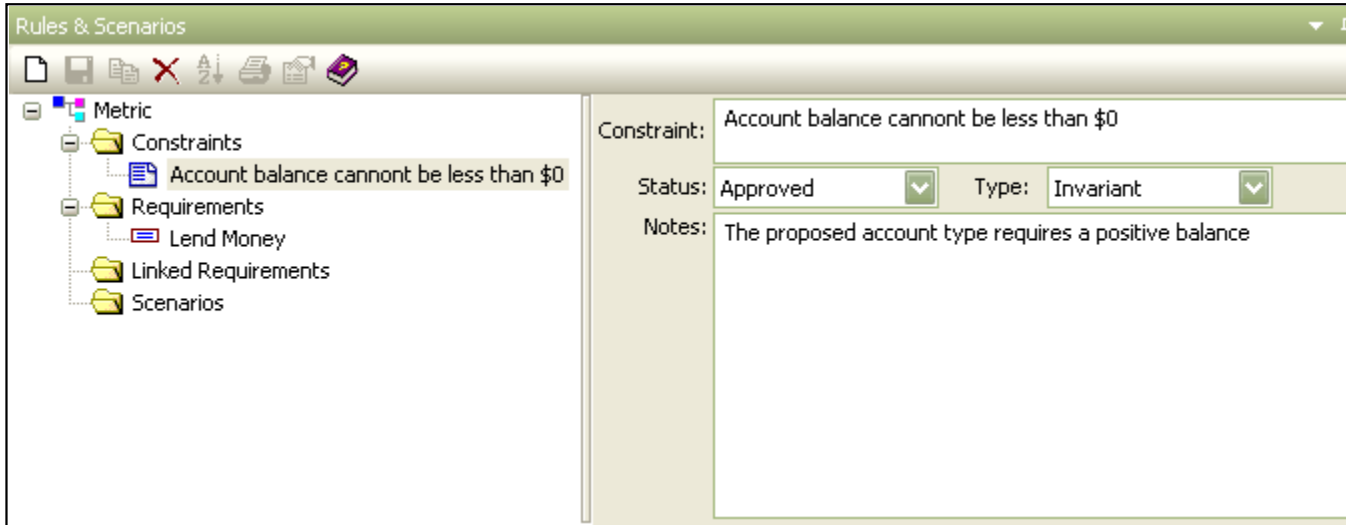 Rules & Scenarios
Metric
Constraints
Account balance cannont be less than $0
Requirements
Lend Money
Linked Requirements
Scenarios
Constraint: Account balance cannont be less than $0
Status: Approved Type: Invariant
Notes: The proposed account type requires a positive balance